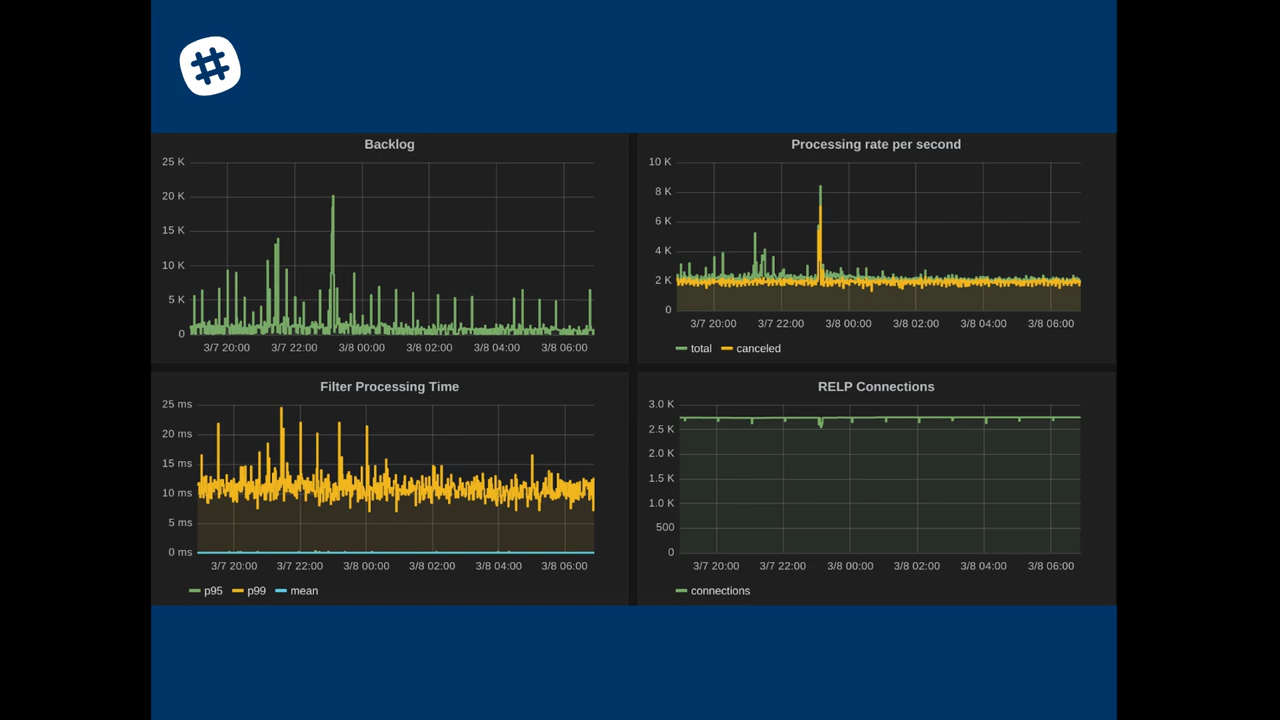 Backlog
25 K
20 K
15 K
10 K
5 K
0
3/7 20:00 3/7 22:00 3/8 00:00 3/8 02:00 3/8 04:00 3/8 06:00
Processing rate per second
10 K
8 K
6 K
4 K
2 K
0
3/7 20:00 3/7 22:00 3/8 00:00 3/8 02:00 3/8 04:00 3/8 06:00
total canceled
Filter Processing Time
25 ms
20 ms
15 ms
10 ms
5 ms
0 ms
3/7 20:00 3/7 22:00 3/8 00:00 3/8 02:00 3/8 04:00 3/8 06:00
p95 p99 mean
RELP Connections
3.0 K
2.5 K
2.0 K
1.5 K
1.0 K
500
0
3/7 20:00 3/7 22:00 3/8 00:00 3/8 02:00 3/8 04:00 3/8 06:00
connections